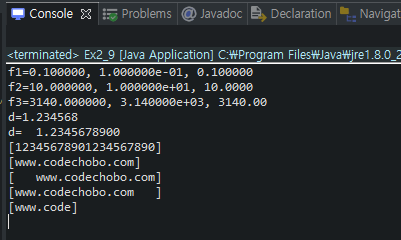 Console Problems Javadoc Declaration Navigat
<terminated> Ex2_9 [Java Application] C:₩Program Files₩Java₩jre1.8.0_2
f1=0.100000, 1.000000e-01, 0.100000
f2=10.000000, 1.000000e+01, 10.0000
f3=3140.000000, 3.140000e+03, 3140.00
d=1.234568
d=  1.2345678900
[12345678901234567890]
[www.codechobo.com]
[   www.codechobo.com]
[www.codechobo.com   ]
[www.code]